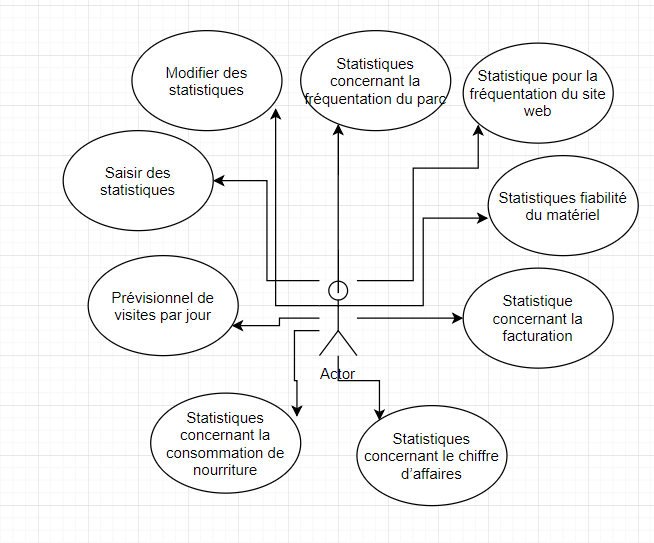 Modifier des
statistiques
Statistiques
concernant la
fréquentation du parc
Statistique pour la
fréquentation du site
web
Saisir des
statistiques
Statistiques fiabilité
du matériel
Prévisionnel de
visites par jour
Statistique
concernant la
facturation
Actor
Statistiques
concernant la
consommation de
nourriture
Statistiques
concernant le chiffre
d’affaires